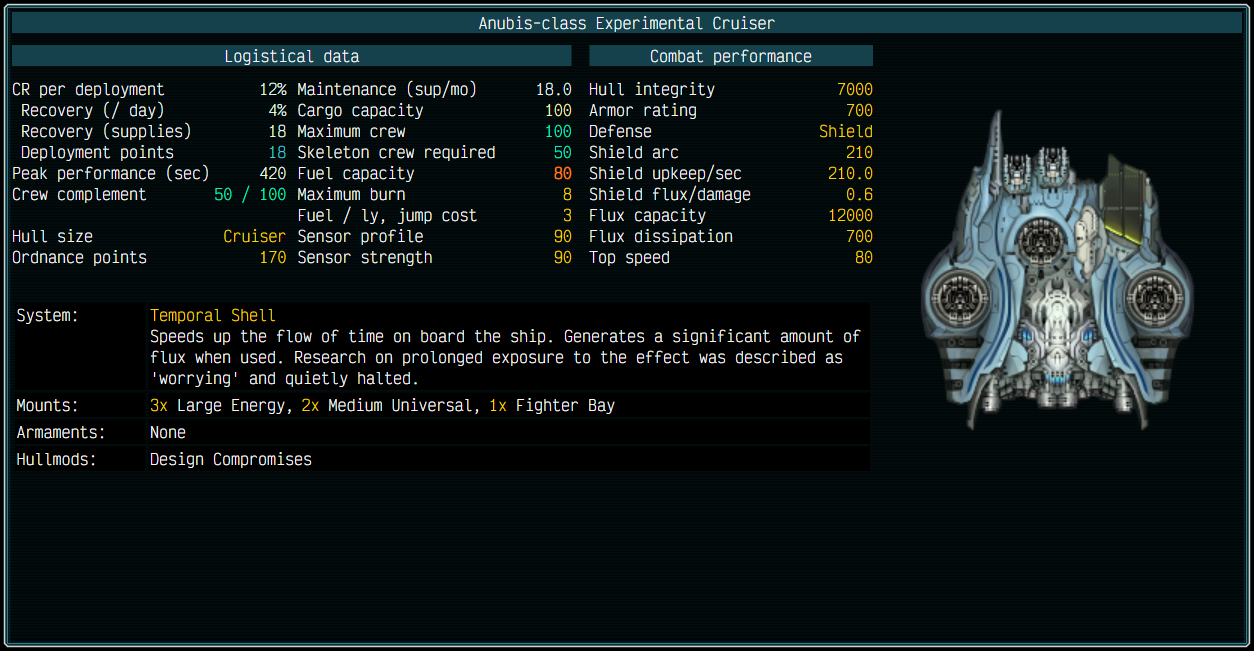 Anubis-class Experimental Cruiser
Logistical data
CR per deployment 12% Maintenance (sup/mo) 18.0
Recovery (/ day) 4% Cargo capacity 100
Recovery (supplies) 18 Maximum crew 100
Deployment points 18 Skeleton crew required 50
Peak performance (sec) 420 Fuel capacity 80
Crew complement 50 / 100 Maximum burn 8
Fuel / ly, jump cost 3
Hull size Cruiser Sensor profile 90
Ordnance points 170 Sensor strength 90
Combat performance
Hull integrity 7000
Armor rating 700
Defense Shield
Shield arc 210
Shield upkeep/sec 210.0
Shield flux/damage 0.6
Flux capacity 12000
Flux dissipation 700
Top speed 80
System: Temporal Shell
Speeds up the flow of time on board the ship. Generates a significant amount of
flux when used. Research on prolonged exposure to the effect was described as
'worrying' and quietly halted.
Mounts: 3x Large Energy, 2x Medium Universal, 1x Fighter Bay
Armaments: None
Hullmods: Design Compromises